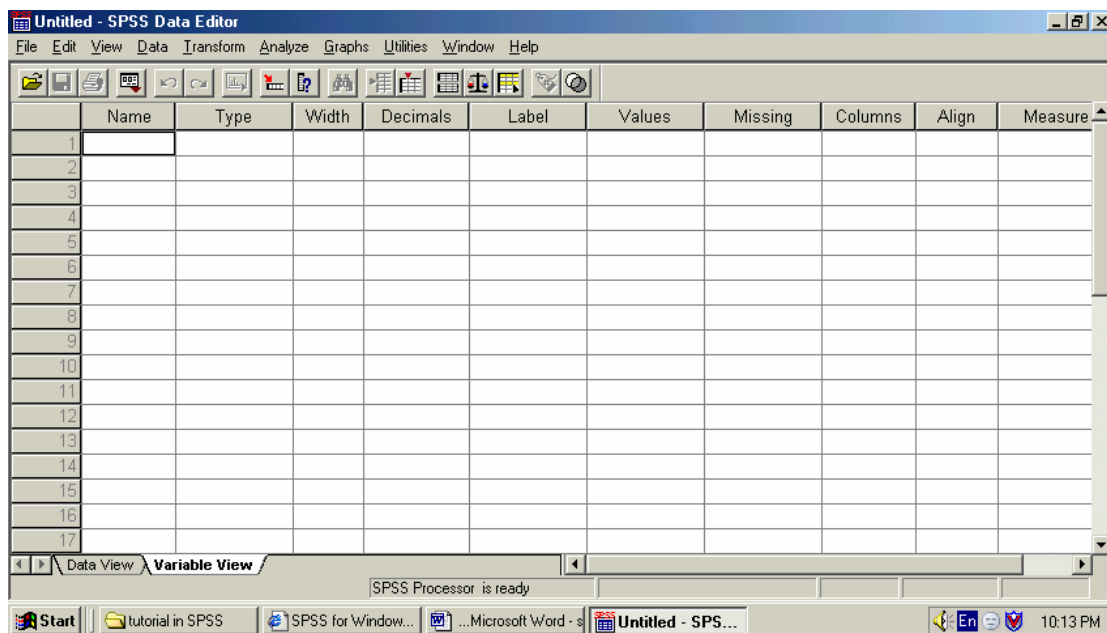 Untitled - SPSS Data Editor
File Edit View Data Transform Analyze Graphs Utilities Window Help
Name Type Width Decimals Label Values Missing Columns Align Measure
1
2
3
4
5
6
7
8
9
10
11
12
13
14
15
16
17
Data View Variable View
SPSS Processor is ready
Start tutorial in SPSS SPSS for Window... ...Microsoft Word - s Untitled - SPS... En 10:13 PM